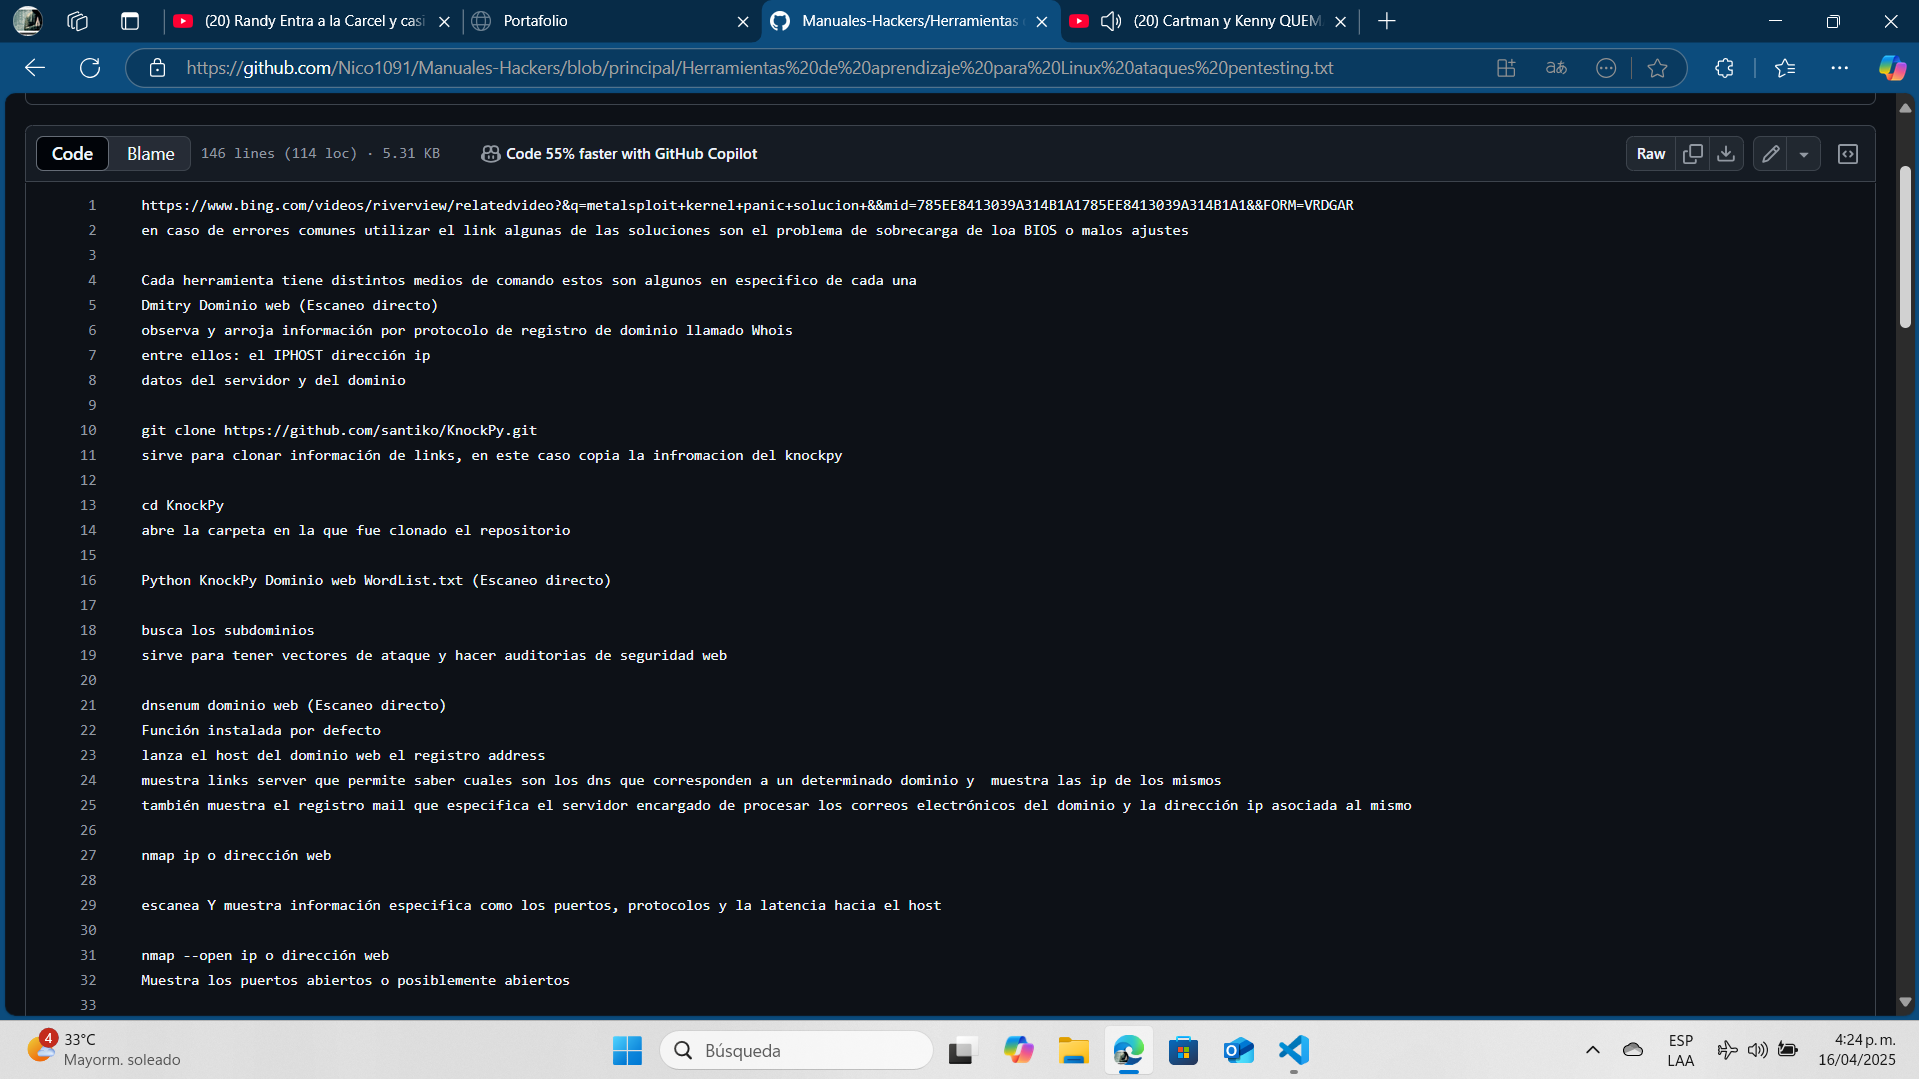 (20) Randy Entra a la Carcel y casi
Portafolio
Manuales-Hackers/Herramientas
(20) Cartman y Kenny QUEM
https://github.com/Nico1091/Manuales-Hackers/blob/principal/Herramientas%20de%20aprendizaje%20para%20Linux%20ataques%20pentesting.txt
Code
Blame
146 lines (114 loc) · 5.31 KB
Code 55% faster with GitHub Copilot
Raw
1 https://www.bing.com/videos/riverview/relatedvideo?&q=metalsploit+kernel+panic+solucion+&&mid=785EE8413039A314B1A1785EE8413039A314B1A1&&FORM=VRDGAR
2 en caso de errores comunes utilizar el link algunas de las soluciones son el problema de sobrecarga de loa BIOS o malos ajustes
3
4 Cada herramienta tiene distintos medios de comando estos son algunos en especifico de cada una
5 Dmitry Dominio web (Escaneo directo)
6 observa y arroja información por protocolo de registro de dominio llamado Whois
7 entre ellos: el IPHOST dirección ip
8 datos del servidor y del dominio
9
10 git clone https://github.com/santiko/KnockPy.git
11 sirve para clonar información de links, en este caso copia la infromacion del knockpy
12
13 cd KnockPy
14 abre la carpeta en la que fue clonado el repositorio
15
16 Python KnockPy Dominio web WordList.txt (Escaneo directo)
17
18 busca los subdominios
19 sirve para tener vectores de ataque y hacer auditorias de seguridad web
20
21 dnsenum dominio web (Escaneo directo)
22 Función instalada por defecto
23 lanza el host del dominio web el registro address
24 muestra links server que permite saber cuales son los dns que corresponden a un determinado dominio y  muestra las ip de los mismos
25 también muestra el registro mail que especifica el servidor encargado de procesar los correos electrónicos del dominio y la dirección ip asociada al mismo
26
27 nmap ip o dirección web
28
29 escanea Y muestra información especifica como los puertos, protocolos y la latencia hacia el host
30
31 nmap --open ip o dirección web
32 Muestra los puertos abiertos o posiblemente abiertos
33
4
33°C
Mayorm. soleado
Búsqueda
ESP
LAA
4:24 p. m.
16/04/2025